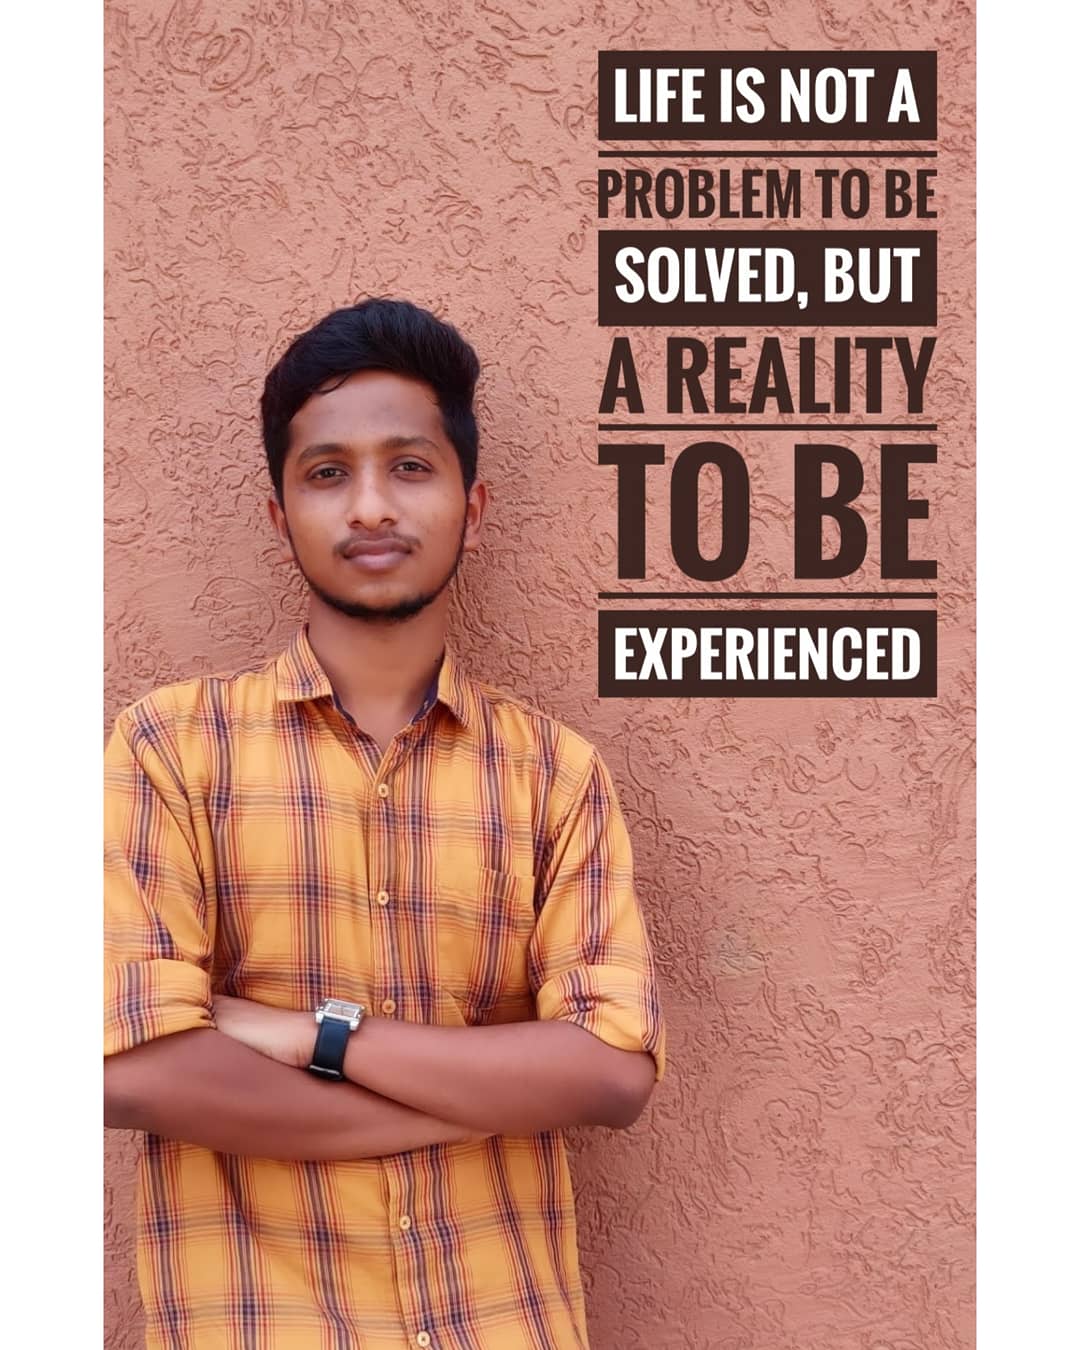 LIFE IS NOT A
PROBLEM TO BE
SOLVED, BUT
A REALITY
TO BE
EXPERIENCED